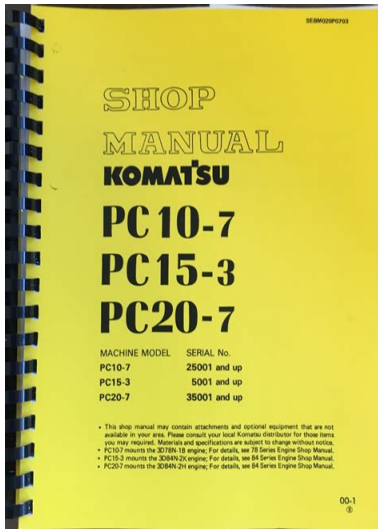 SEBM020P0703
SHOP
MANUAL
KOMATSU
PC10-7
PC15-3
PC20-7
MACHINE MODEL SERIAL No.
PC10-7 25001 and up
PC15-3 5001 and up
PC20-7 35001 and up
• This shop manual may contain attachments and optional equipment that are not
available in your area. Please consult your local Komatsu distributor for those items
you may required. Materials and specifications are subject to change without notice.
• PC10-7 mounts the 3D78N-1B engine; For details, see 78 Series Engine Shop Manual.
• PC15-3 mounts the 3D84N-2K engine; For details, see 84 Series Engine Shop Manual.
• PC20-7 mounts the 3D84N-2H engine; For details, see 84 Series Engine Shop Manual.
00-1
③